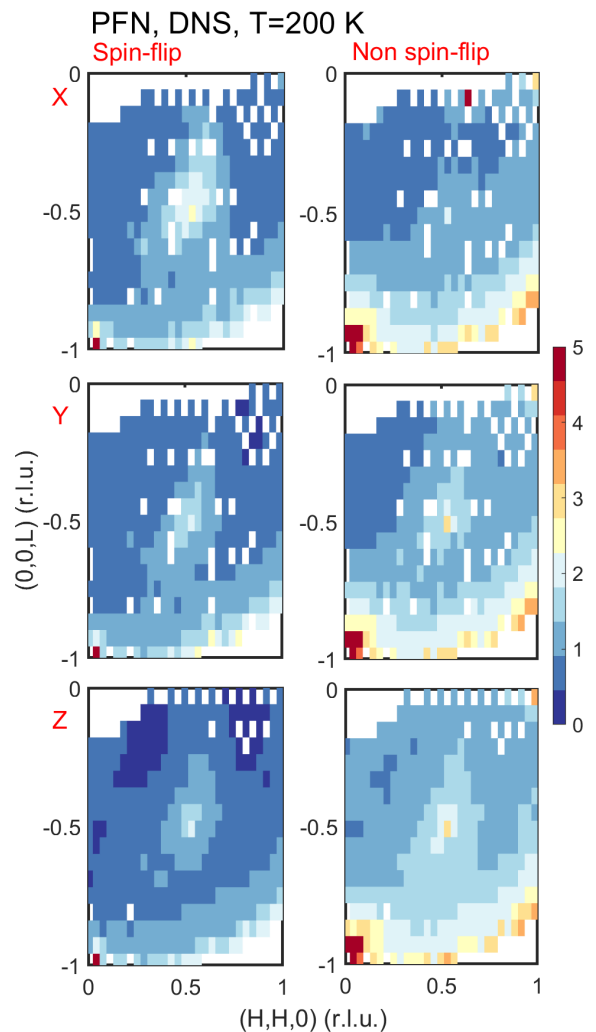 PFN, DNS, T=200 K
Spin-flip Non spin-flip
X 0 0
-0.5 -0.5
-1 -1
Y 0 0
-0.5 -0.5
-1 -1
Z 0 0
-0.5 -0.5
-1 -1
0 0.5 1 0 0.5 1
(0,0,L) (r.l.u.)
(H,H,0) (r.l.u.)
5
4
3
2
1
0